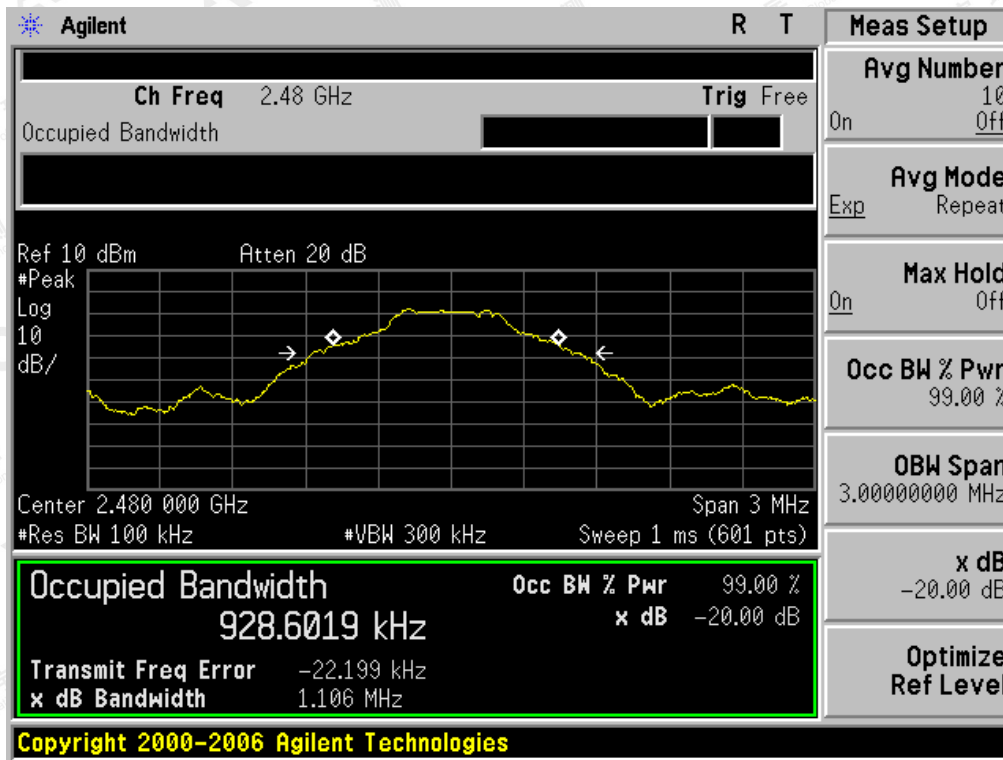 Agilent R T
Ch Freq 2.48 GHz Trig Free
Occupied Bandwidth
Ref 10 dBm Atten 20 dB
#Peak
Log
10
dB/
Center 2.480 000 GHz Span 3 MHz
#Res BW 100 kHz #VBW 300 kHz Sweep 1 ms (601 pts)
Occupied Bandwidth Occ BW % Pwr 99.00 %
928.6019 kHz x dB -20.00 dB
Transmit Freq Error -22.199 kHz
x dB Bandwidth 1.106 MHz
Copyright 2000-2006 Agilent Technologies
Meas Setup
Avg Number
10
On Off
Avg Mode
Exp Repeat
Max Hold
On Off
Occ BW % Pwr
99.00 %
OBW Span
3.00000000 MHz
x dB
-20.00 dB
Optimize
Ref Level